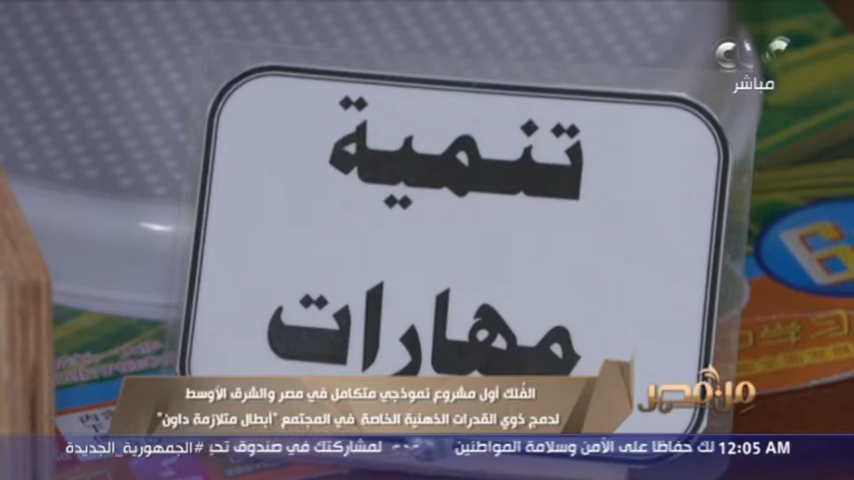 مباشر
تنمية
مهارات
6
من مصر
الفُلك أول مشروع نموذجي متكامل في مصر والشرق الأوسط
لدمج ذوي القدرات الذهنية الخاصة في المجتمع "أبطال متلازمة داون"
12:05 AM لك حفاظا على الأمن وسلامة المواطنين لمشاركتك في صندوق تحي #الجمهورية_الجديدة